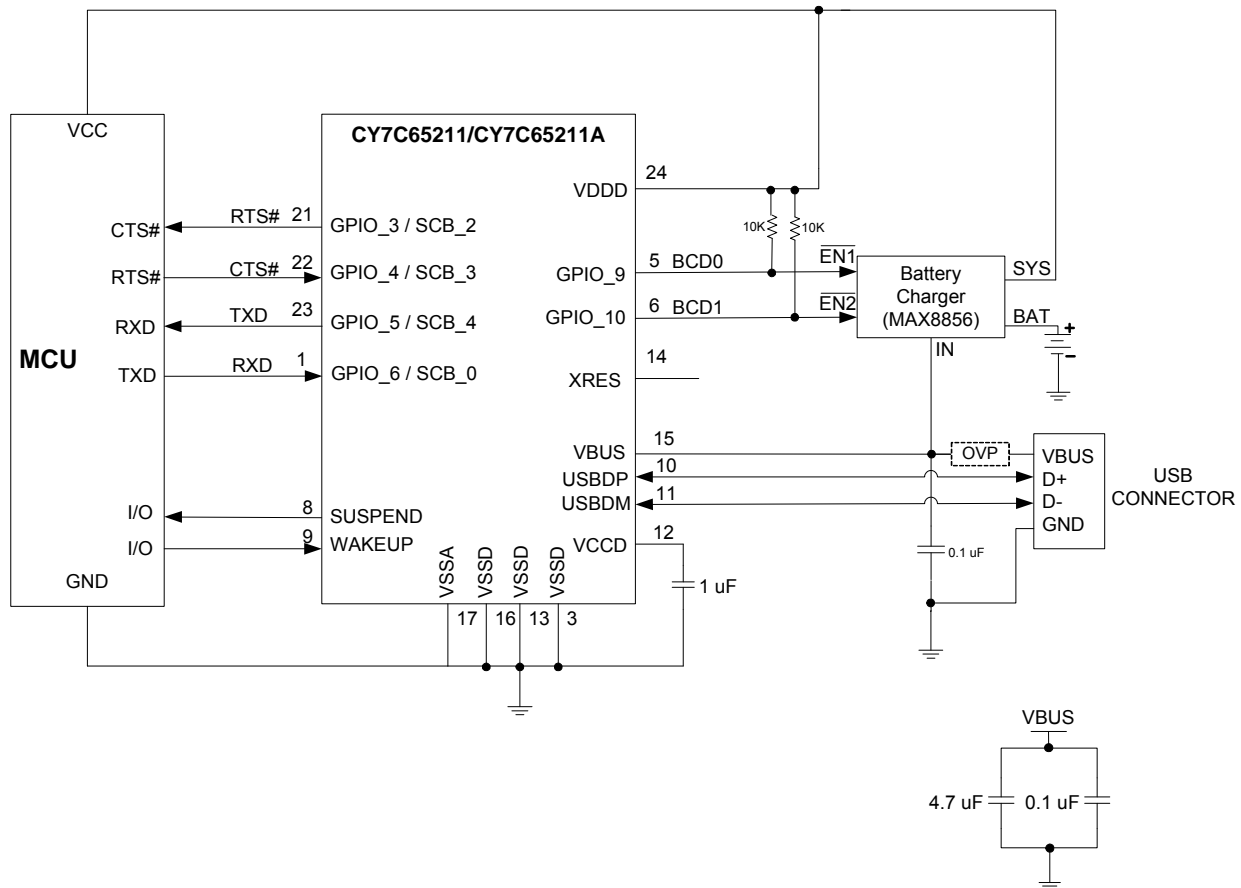 CY7C65211/CY7C65211A
VCC
VDDD
24
CTS#
RTS# 21
GPIO_3 / SCB_2
10K
10K
RTS#
CTS# 22
GPIO_4 / SCB_3
GPIO_9
5 BCD0
EN1
RXD
TXD 23
GPIO_5 / SCB_4
GPIO_10
6 BCD1
EN2
Battery
Charger
(MAX8856)
SYS
BAT
+
-
IN
MCU
TXD
RXD 1
GPIO_6 / SCB_0
XRES
14
VBUS
15
OVP
USBDP
10
USBDM
11
VBUS
D+
D-
GND
USB
CONNECTOR
I/O
8
SUSPEND
I/O
9
WAKEUP
VCCD
12
1 uF
0.1 uF
GND
VSSA
VSSD
VSSD
VSSD
17
16
13
3
VBUS
4.7 uF
0.1 uF